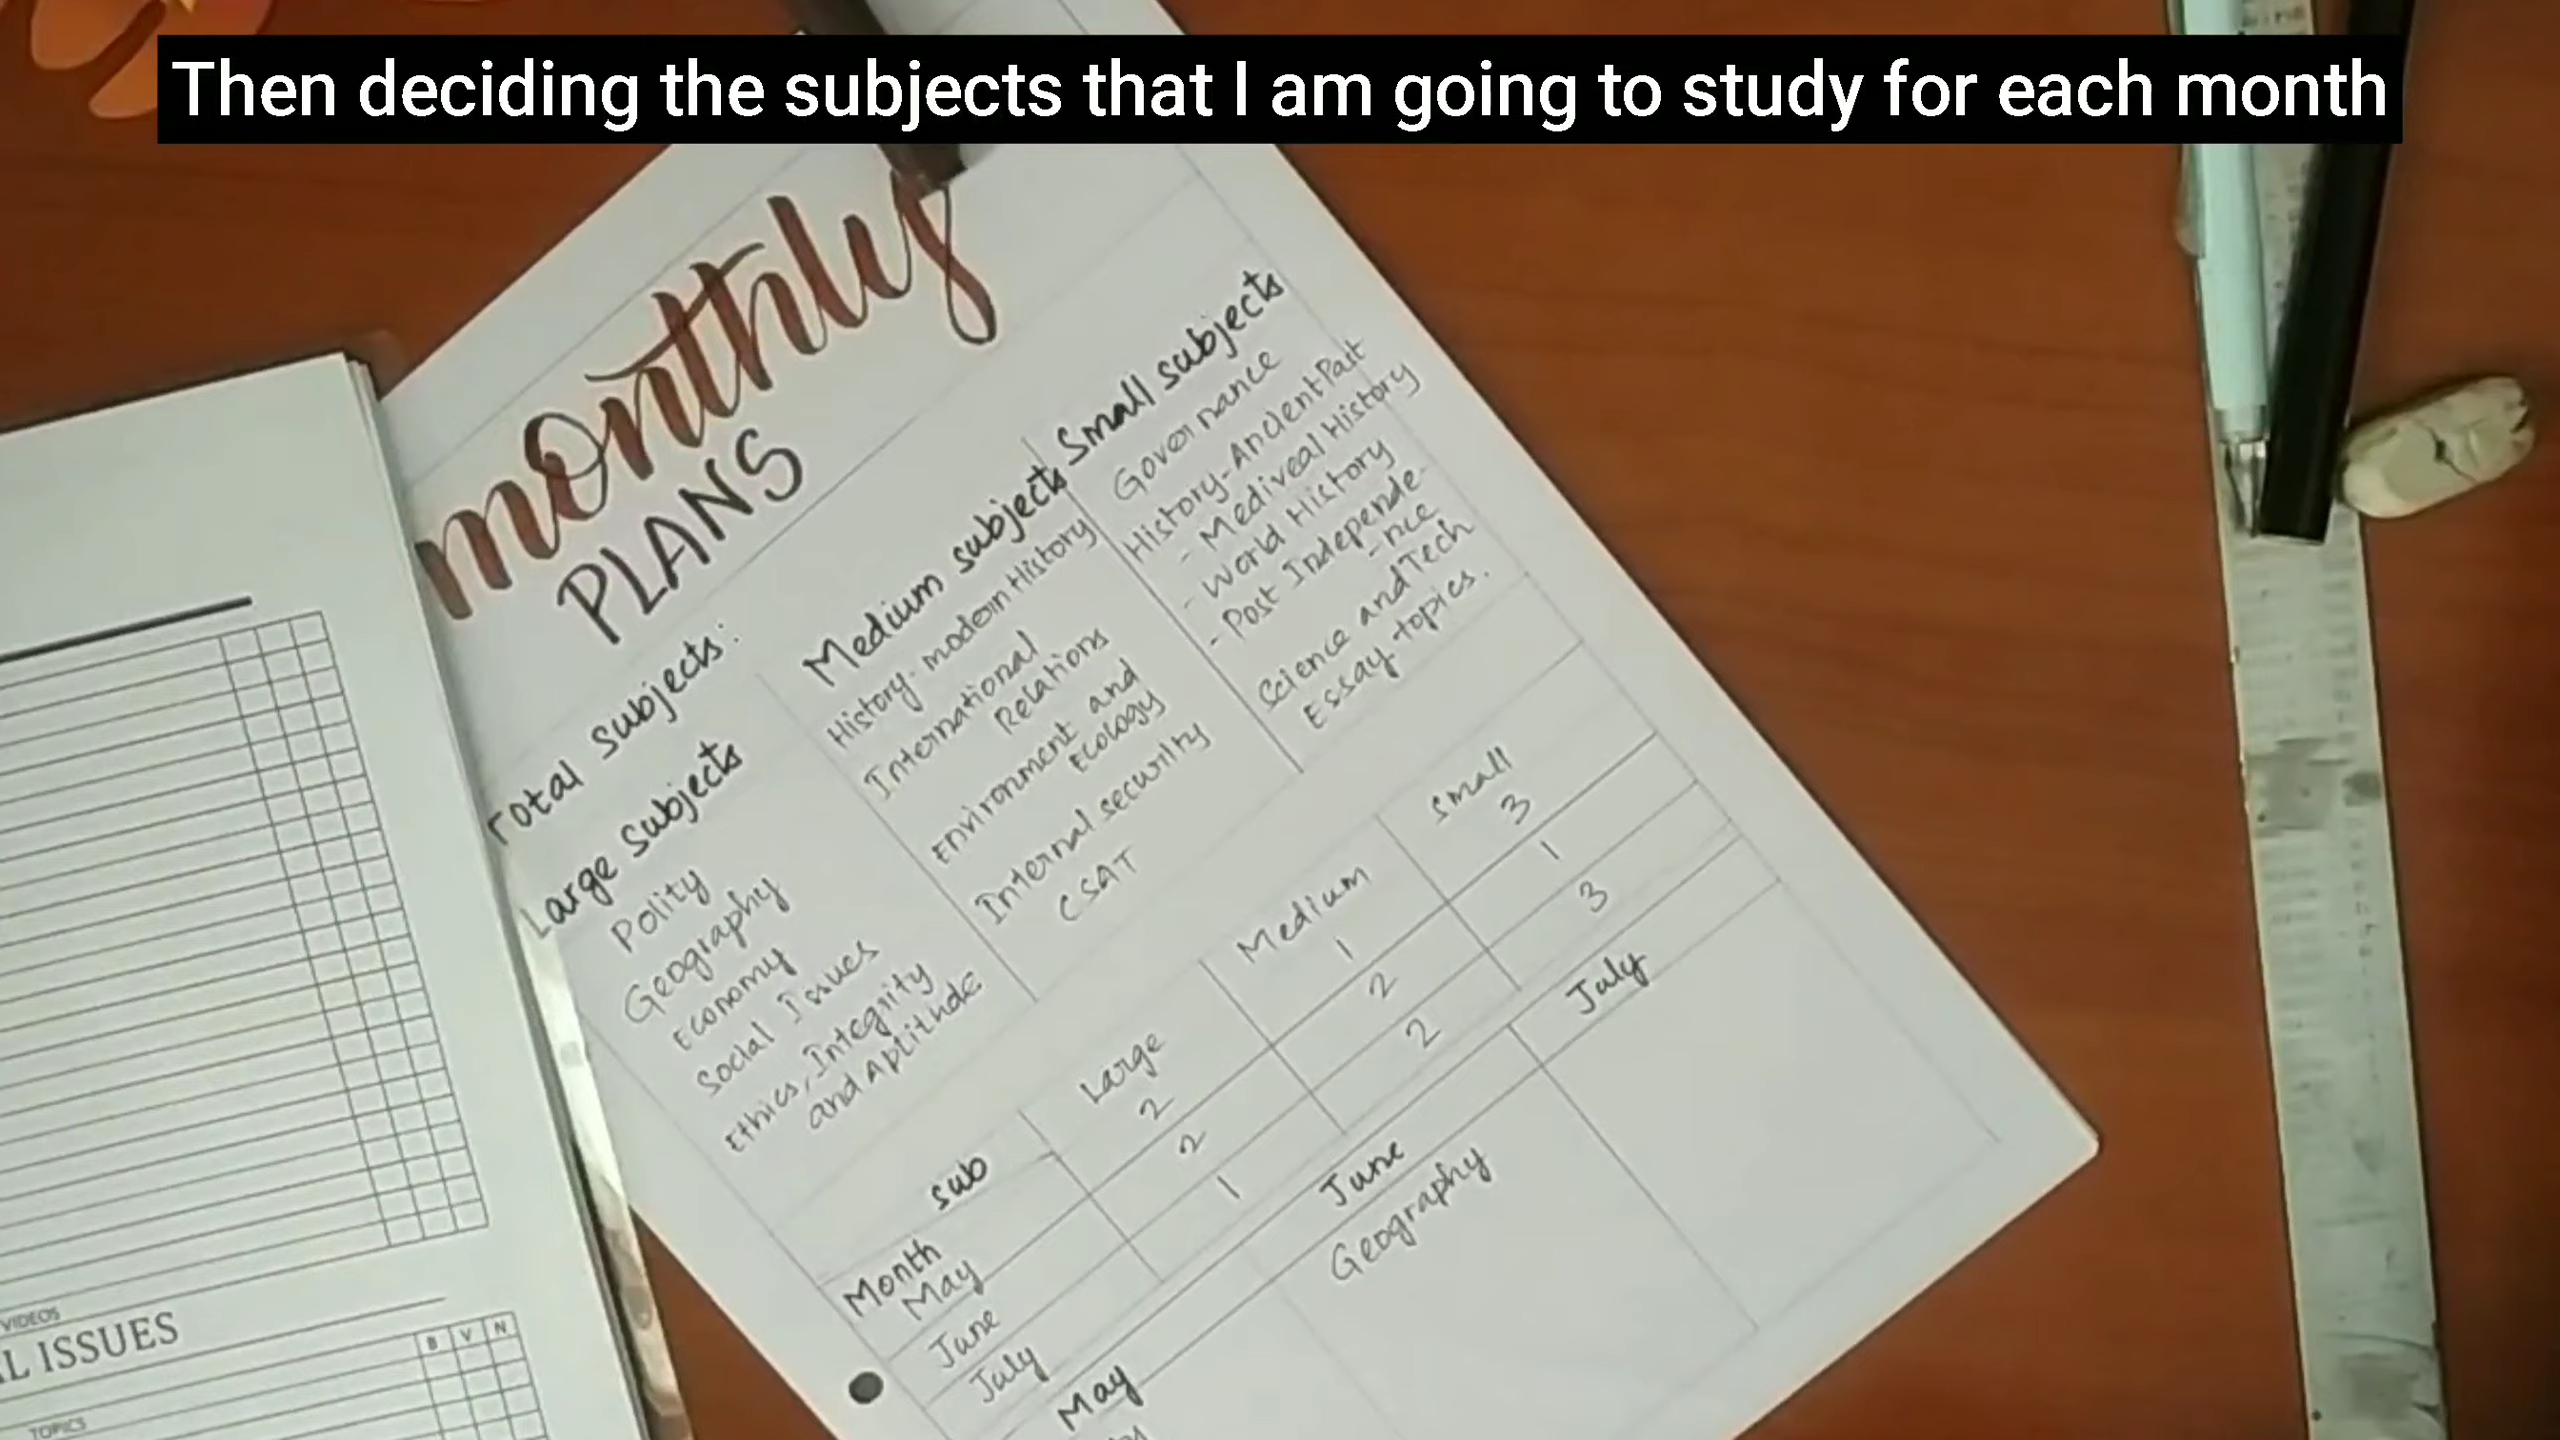 Then deciding the subjects that I am going to study for each month
monthly
PLANS
Total subjects:
Large Subjects
Polity
Geography
Economy
Social Issues
Ethics, Integrity
and Aptithde
Medium subjects
History-modern History
International
Relations
Environment and
Ecology
Internal security
CSAT
Small subjects
Governance
History-Ancient Part
- Mediveal History
- World History
- Post Independe-
-nce
Science and Tech
Essay topics.
Sub Large Medium Small
Month
May 2 1 3
June 2 2 1
July 1 2 3
May June July
Geography
VIDEOS
L ISSUES
B V N
TOPICS